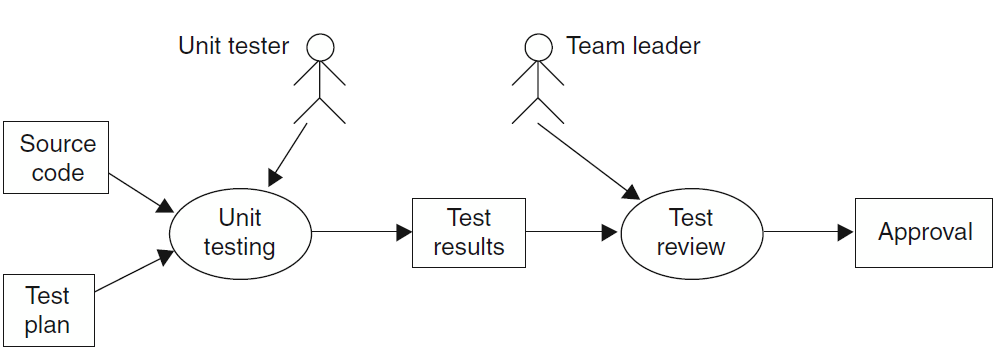 Unit tester
Team leader
Source
code
Unit
testing
Test
results
Test
review
Approval
Test
plan